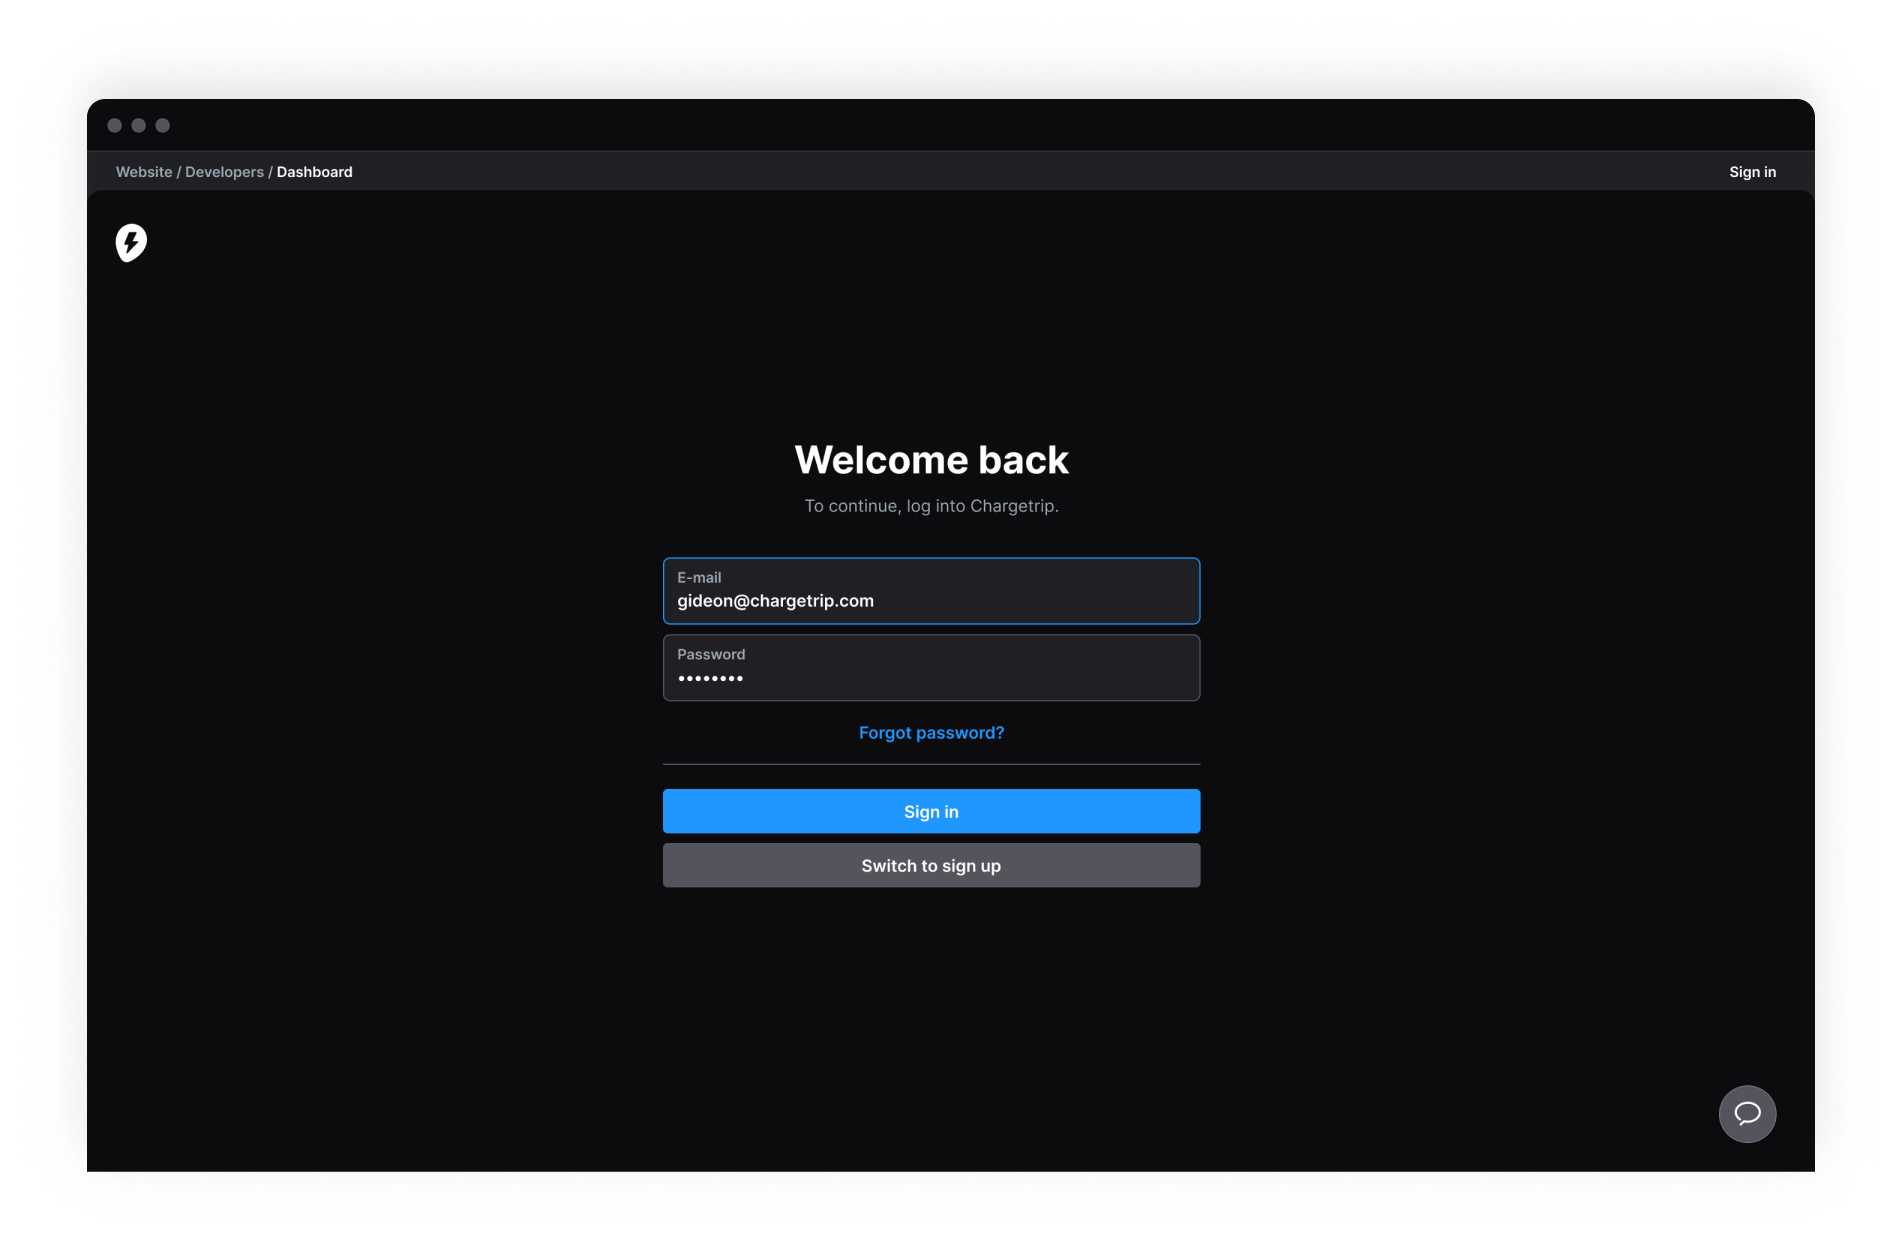 Website / Developers / Dashboard
Sign in
Welcome back
To continue, log into Chargetrip.
E-mail
gideon@chargetrip.com
Password
••••••••
Forgot password?
Sign in
Switch to sign up